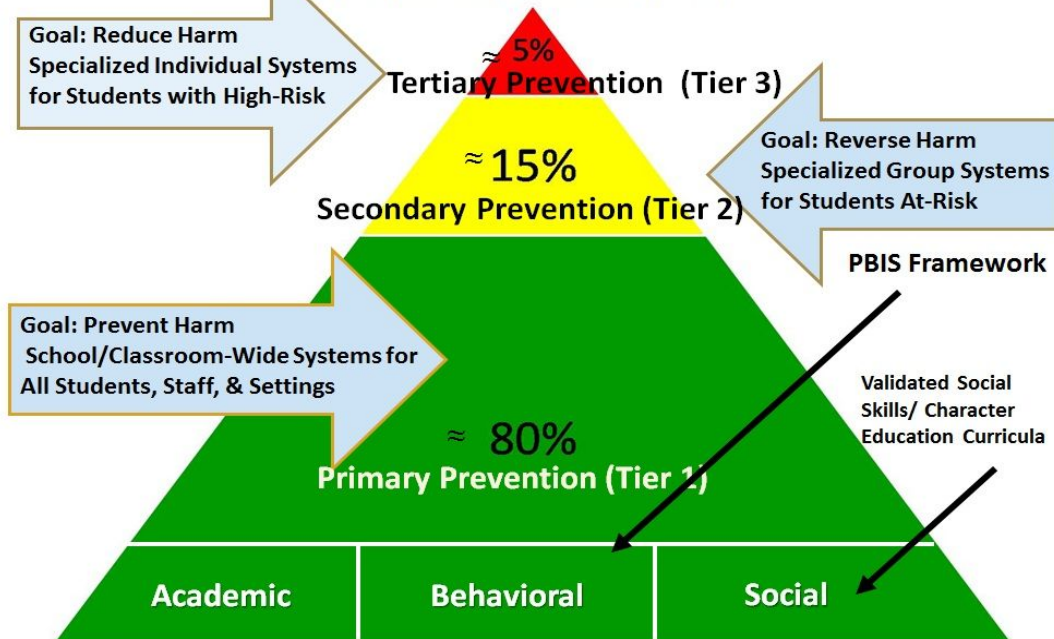 Goal: Reduce Harm
Specialized Individual Systems
for Students with High-Risk
≈ 5%
Tertiary Prevention (Tier 3)
Goal: Reverse Harm
Specialized Group Systems
for Students At-Risk
≈ 15%
Secondary Prevention (Tier 2)
PBIS Framework
Goal: Prevent Harm
School/Classroom-Wide Systems for
All Students, Staff, & Settings
Validated Social
Skills/ Character
Education Curricula
≈ 80%
Primary Prevention (Tier 1)
Academic
Behavioral
Social